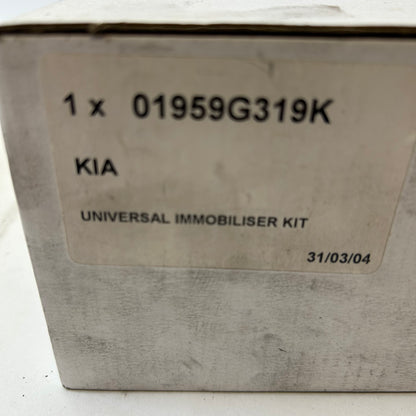 1 x 01959G319K
KIA
UNIVERSAL IMMOBILISER KIT
31/03/04